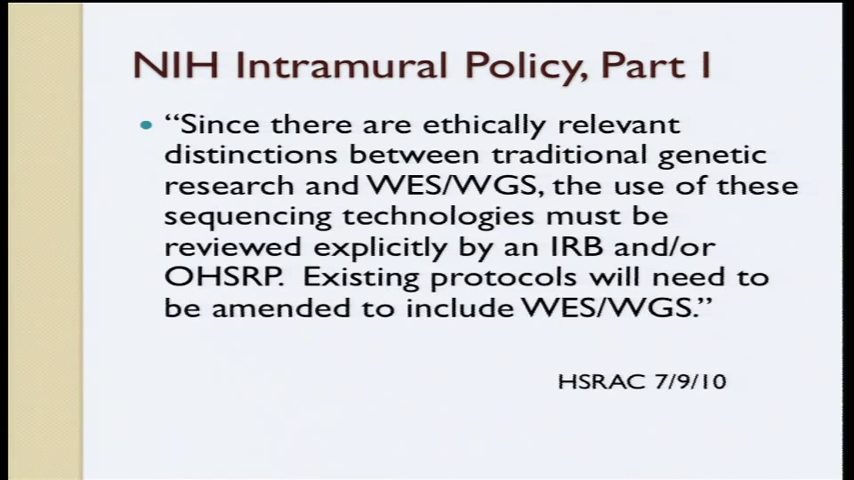 NIH Intramural Policy, Part I
• “Since there are ethically relevant
distinctions between traditional genetic
research and WES/WGS, the use of these
sequencing technologies must be
reviewed explicitly by an IRB and/or
OHSRP. Existing protocols will need to
be amended to include WES/WGS.”
HSRAC 7/9/10